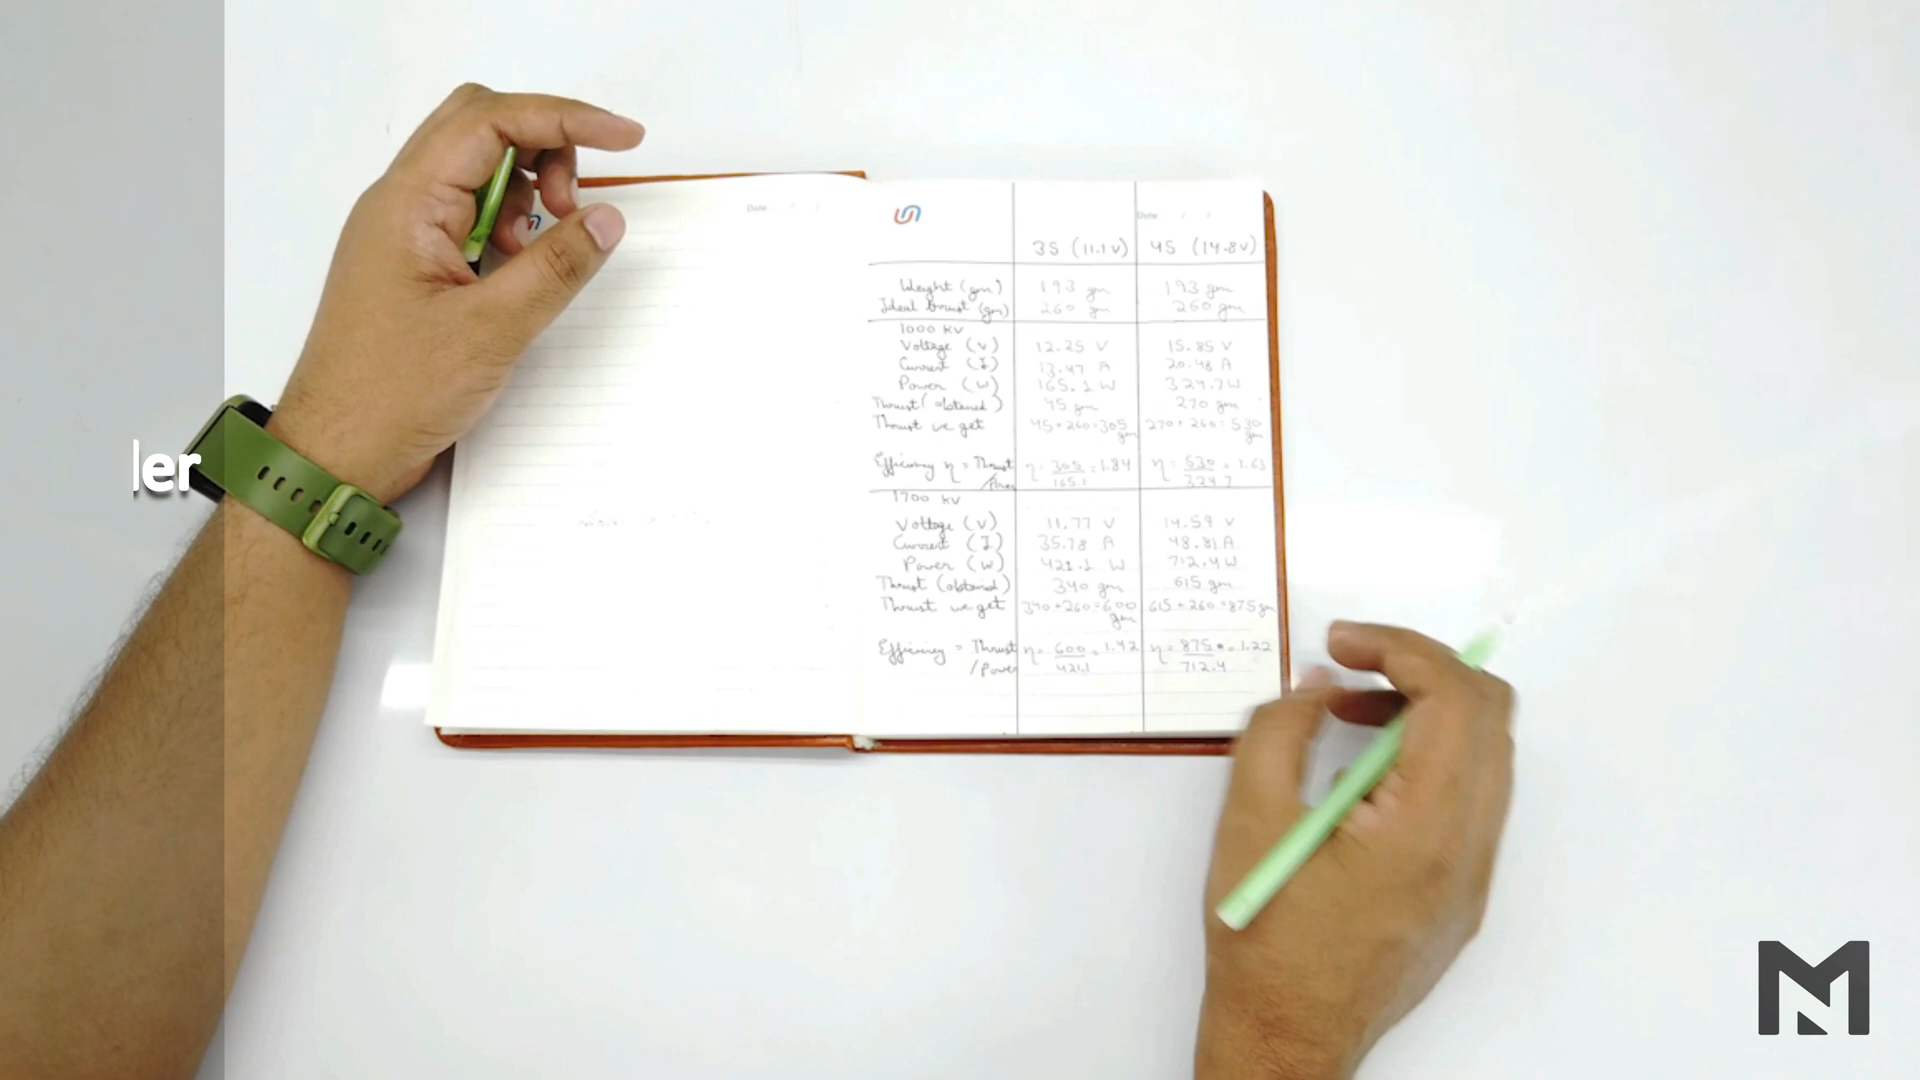 ler
Date / /
Date / /
3S (11.1 V) 4S (14.8 V)
Weight (gm) 193 gm 193 gm
Ideal thrust (gm) 260 gm 260 gm
1000 KV
Voltage (V) 12.25 V 15.85 V
Current (I) 13.47 A 20.48 A
Power (W) 165.1 W 324.7 W
Thrust (obtained) 45 gm 270 gm
Thrust we get 45+260=305 gm 270+260=530 gm
Efficiency η = Thrust /Power η = 305/165.1 = 1.84 η = 530/324.7 = 1.63
1700 KV
Voltage (V) 11.77 V 14.59 V
Current (I) 35.78 A 48.81 A
Power (W) 421.1 W 712.4 W
Thrust (obtained) 340 gm 615 gm
Thrust we get 340+260=600 gm 615+260=875 gm
Efficiency = Thrust /Power η = 600/421.1 = 1.42 η = 875/712.4 = 1.22